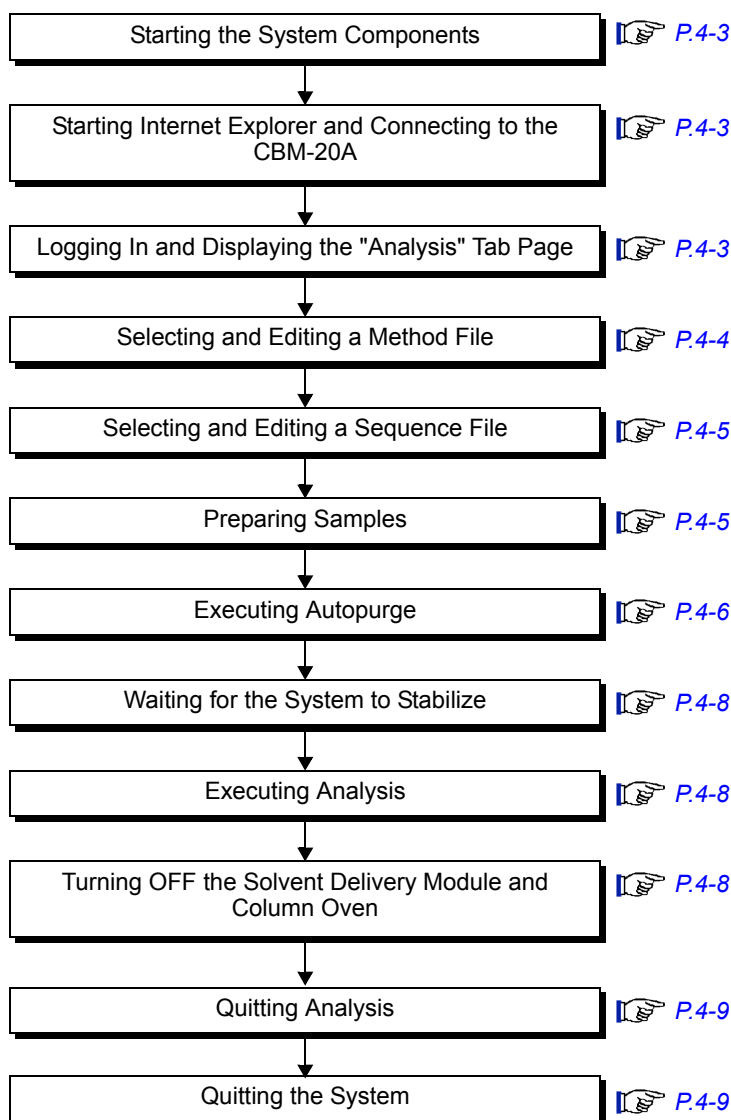 Starting the System Components P.4-3
Starting Internet Explorer and Connecting to the
CBM-20A P.4-3
Logging In and Displaying the "Analysis" Tab Page P.4-3
Selecting and Editing a Method File P.4-4
Selecting and Editing a Sequence File P.4-5
Preparing Samples P.4-5
Executing Autopurge P.4-6
Waiting for the System to Stabilize P.4-8
Executing Analysis P.4-8
Turning OFF the Solvent Delivery Module and
Column Oven P.4-8
Quitting Analysis P.4-9
Quitting the System P.4-9